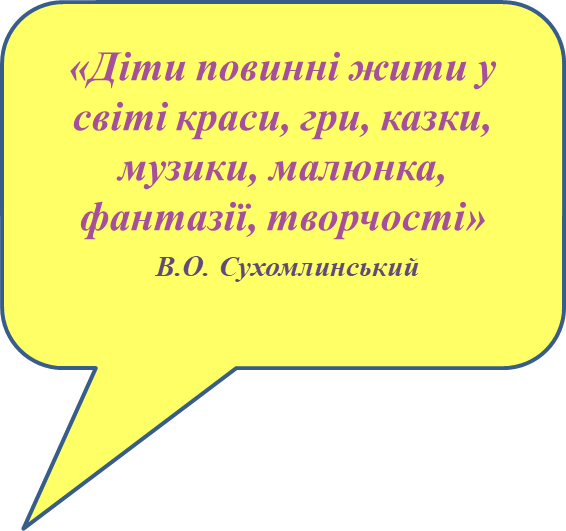 «Діти повинні жити у
світі краси, гри, казки,
музики, малюнка,
фантазії, творчості»
В.О. Сухомлинський